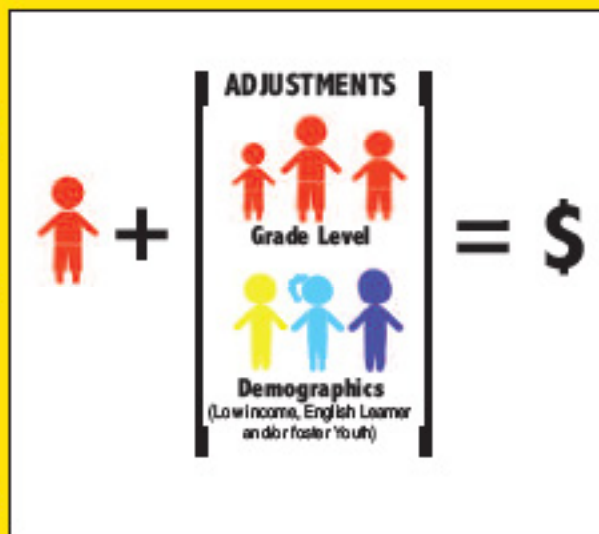 ADJUSTMENTS
+
Grade Level
= $
Demographics
(Low Income, English Learner
and/or foster Youth)